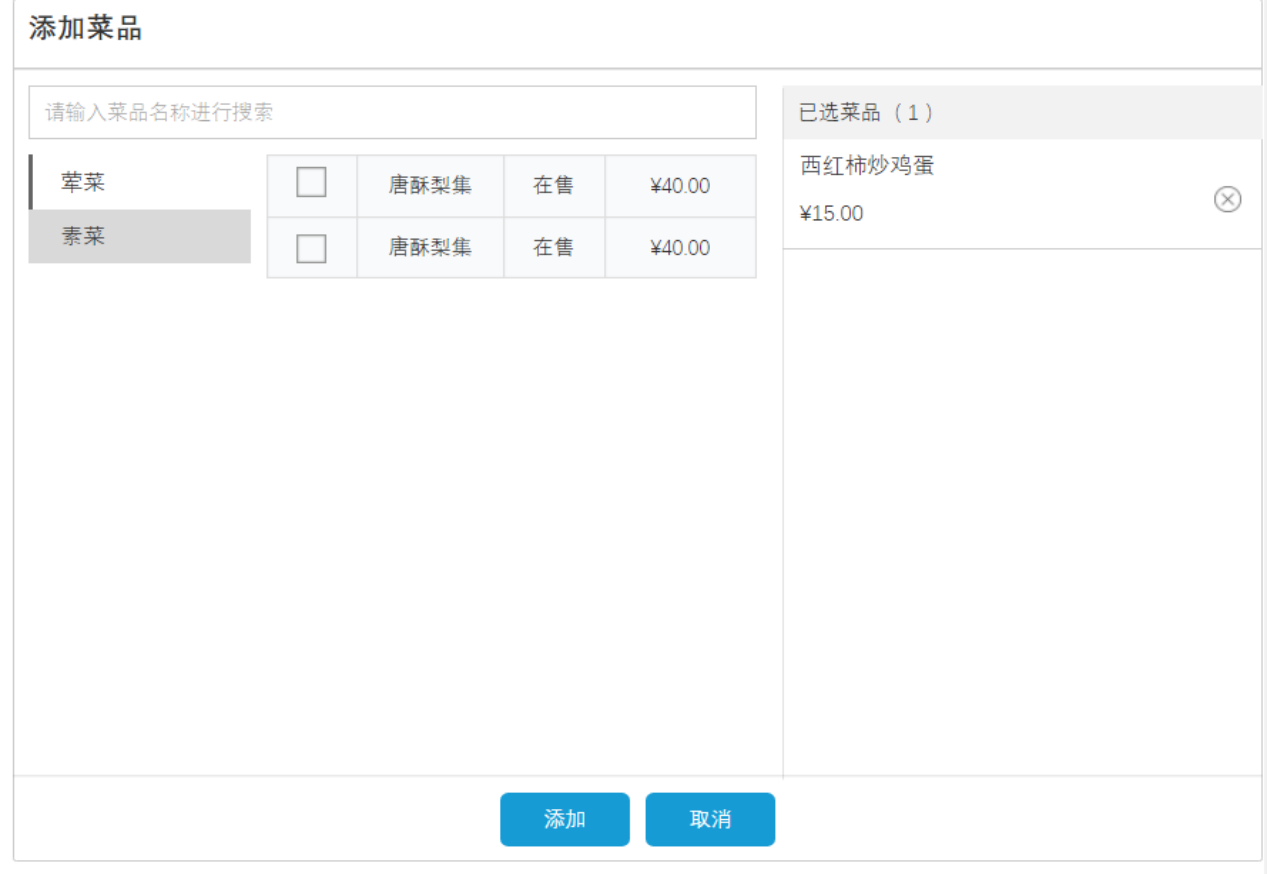 添加菜品
请输入菜品名称进行搜索
荤菜
素菜
唐酥梨集 在售 ¥40.00
唐酥梨集 在售 ¥40.00
已选菜品（1）
西红柿炒鸡蛋
¥15.00
添加 取消